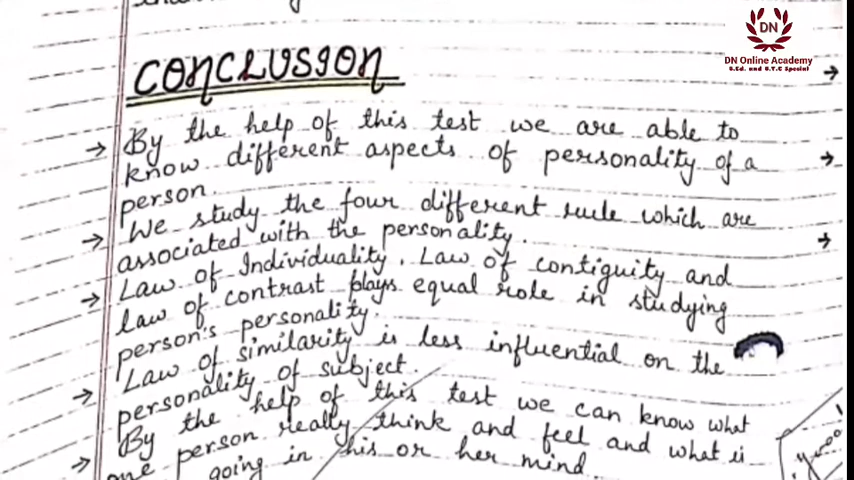 DN
DN Online Academy
B.Ed. and B.T.C Special
CONCLUSION
→ By the help of this test we are able to
know different aspects of personality of a
person.
→ We study the four different rule which are
associated with the personality.
→ Law of Individuality, Law of contiguity and
law of contrast plays equal role in studying
person's personality.
→ Law of similarity is less influential on the
personality of subject.
→ By the help of this test we can know what
one person really think and feel and what is
going in his or her mind.